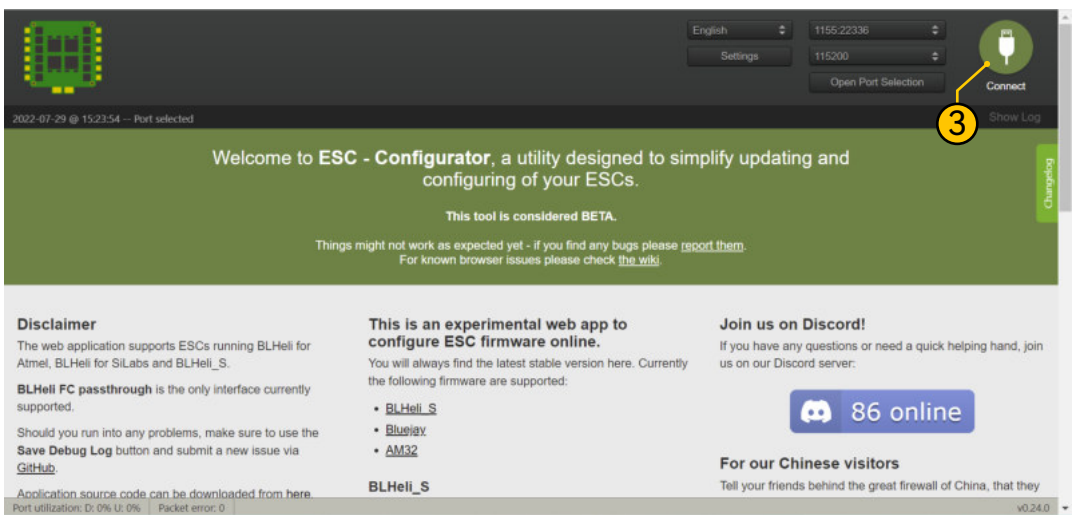 English
1155:22336
Settings
115200
Open Port Selection
Connect
3
2022-07-29 @ 15:23:54 -- Port selected
Show Log
Welcome to ESC - Configurator, a utility designed to simplify updating and
configuring of your ESCs.
Changelog
This tool is considered BETA.
Things might not work as expected yet - if you find any bugs please report them.
For known browser issues please check the wiki.
Disclaimer
The web application supports ESCs running BLHeli for
Atmel, BLHeli for SiLabs and BLHeli_S.
BLHeli FC passthrough is the only interface currently
supported.
Should you run into any problems, make sure to use the
Save Debug Log button and submit a new issue via
GitHub.
Application source code can be downloaded from here.
This is an experimental web app to
configure ESC firmware online.
You will always find the latest stable version here. Currently
the following firmware are supported:
• BLHeli_S
• Bluejay
• AM32
BLHeli_S
Join us on Discord!
If you have any questions or need a quick helping hand, join
us on our Discord server:
86 online
For our Chinese visitors
Tell your friends behind the great firewall of China, that they
Port utilization: D: 0% U: 0%
Packet error: 0
v0.24.0